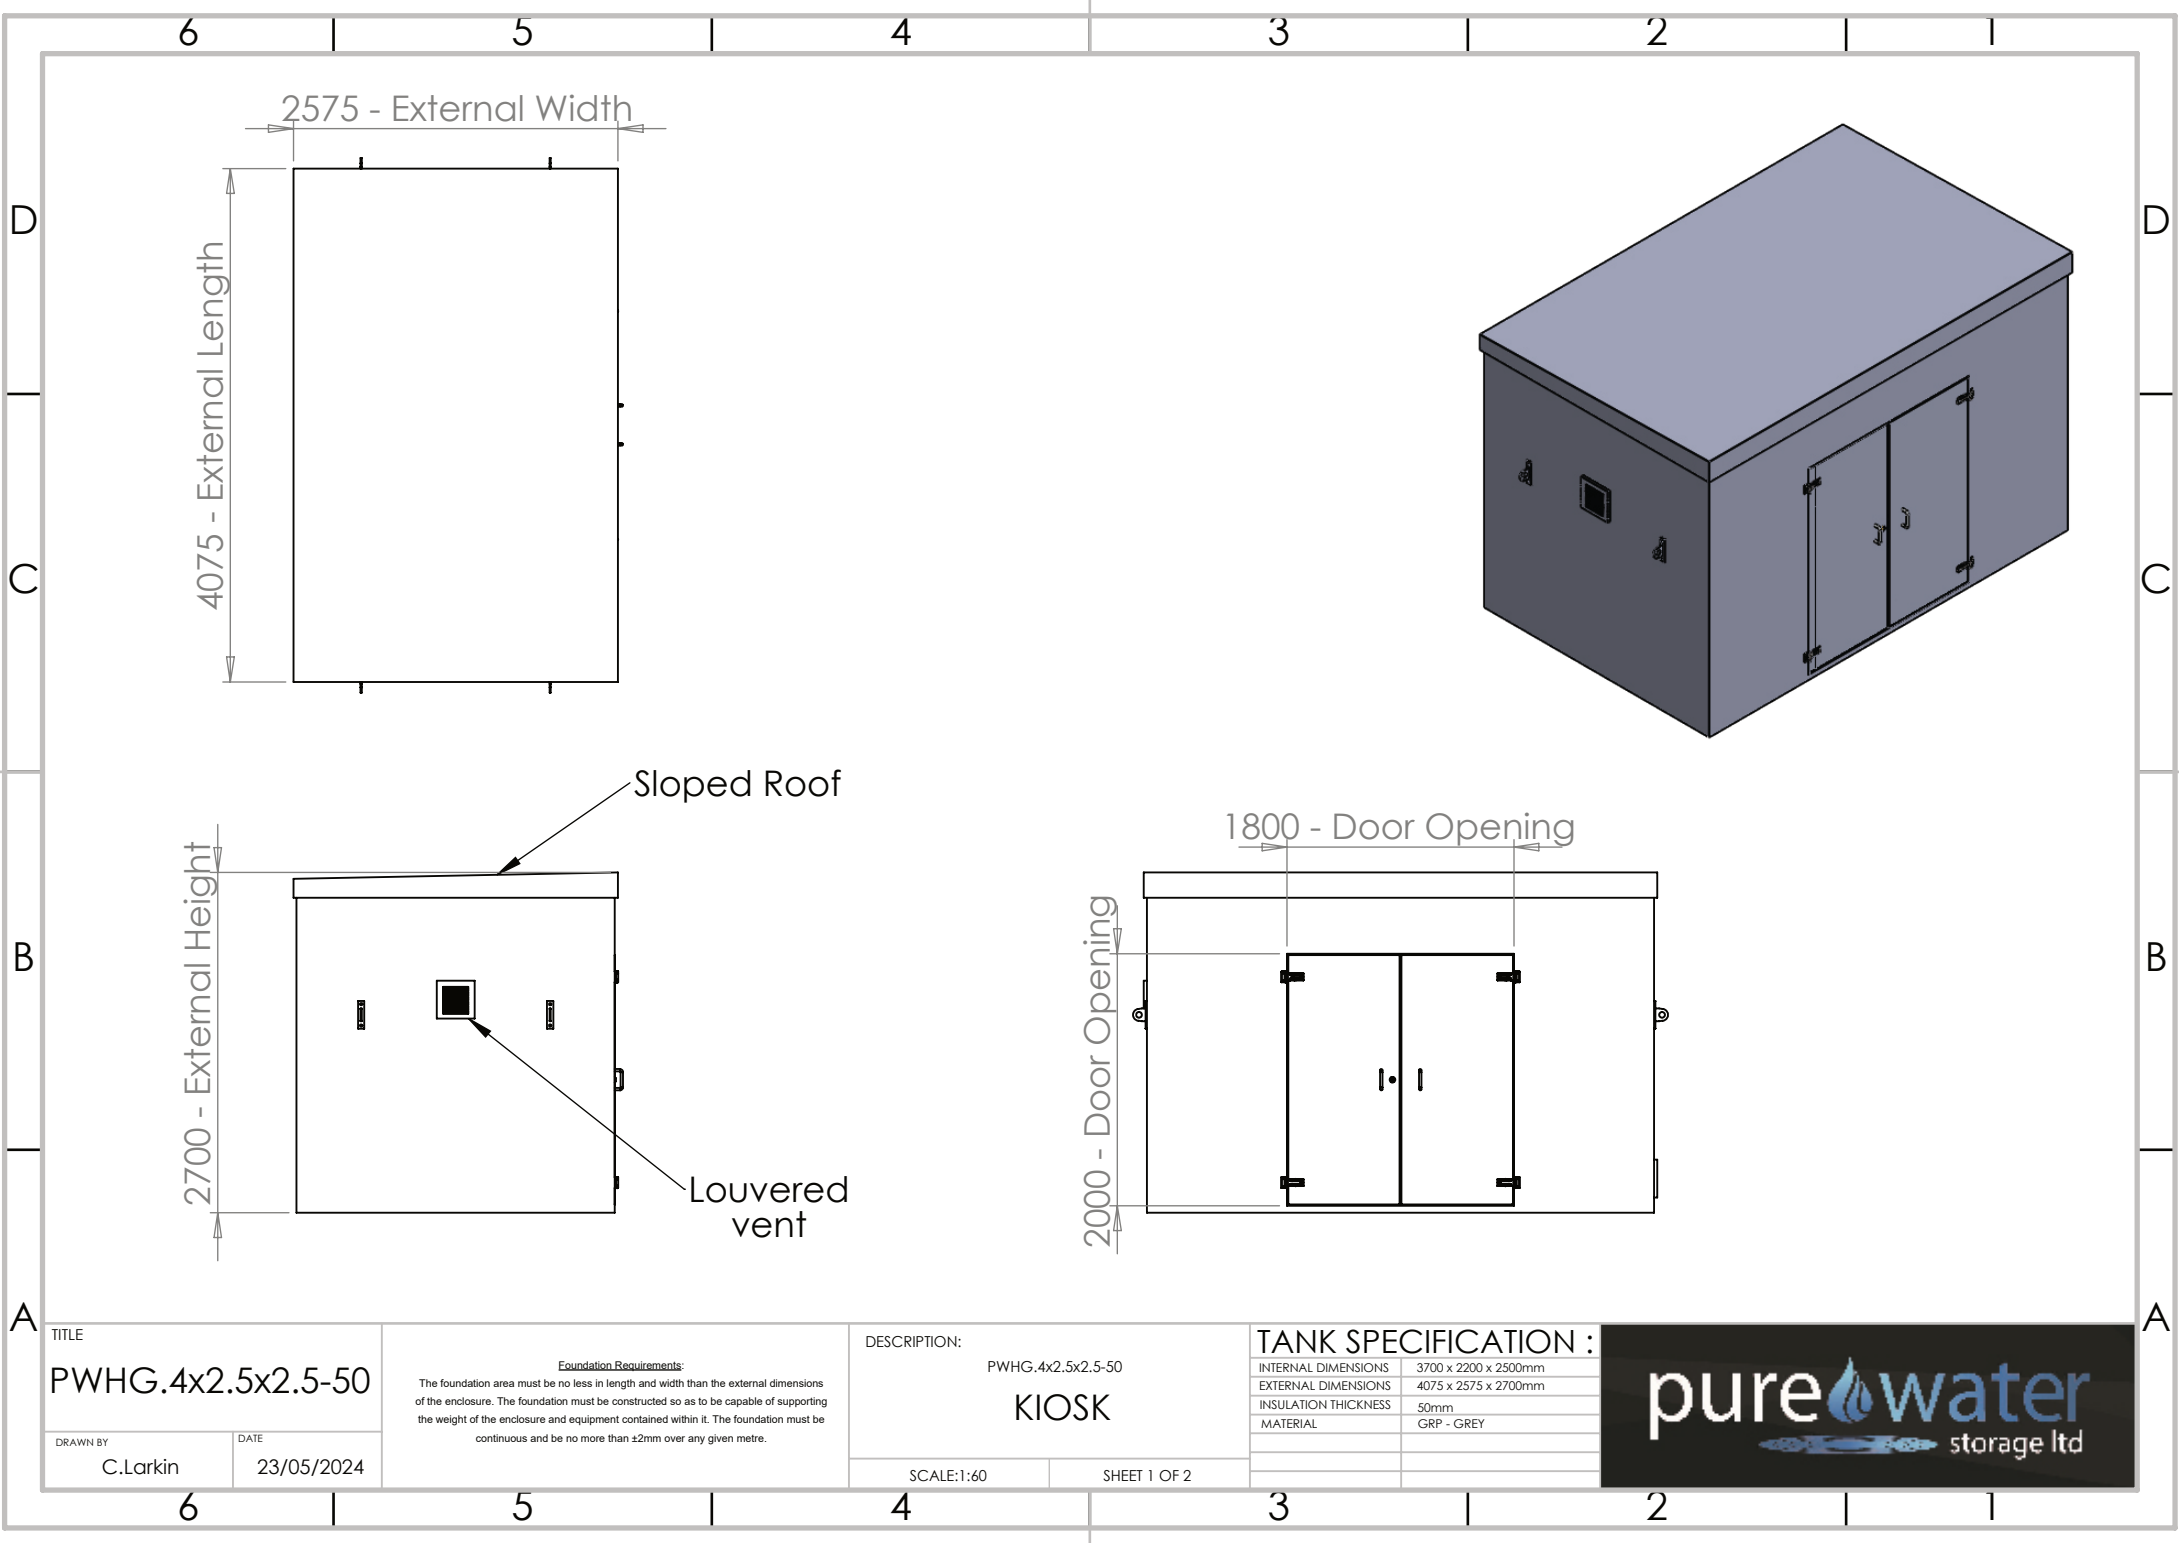 6 5 4 3 2
D D
C C
B B
A A
2575 - External Width
4075 - External Length
Sloped Roof
2700 - External Height
Louvered
vent
1800 - Door Opening
2000 - Door Opening
TITLE
PWHG.4x2.5x2.5-50
DRAWN BY
C.Larkin
DATE
23/05/2024
Foundation Requirements:
The foundation area must be no less in length and width than the external dimensions
of the enclosure. The foundation must be constructed so as to be capable of supporting
the weight of the enclosure and equipment contained within it. The foundation must be
continuous and be no more than ±2mm over any given metre.
DESCRIPTION:
PWHG.4x2.5x2.5-50
KIOSK
SCALE:1:60
SHEET 1 OF 2
TANK SPECIFICATION :
INTERNAL DIMENSIONS 3700 x 2200 x 2500mm
EXTERNAL DIMENSIONS 4075 x 2575 x 2700mm
INSULATION THICKNESS 50mm
MATERIAL GRP - GREY
pure water
storage ltd
6 5 4 3 2